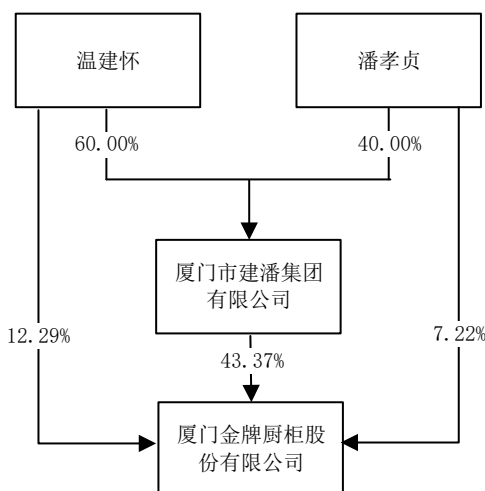 温建怀
潘孝贞
60.00%
40.00%
厦门市建潘集团
有限公司
12.29%
7.22%
43.37%
厦门金牌厨柜股
份有限公司